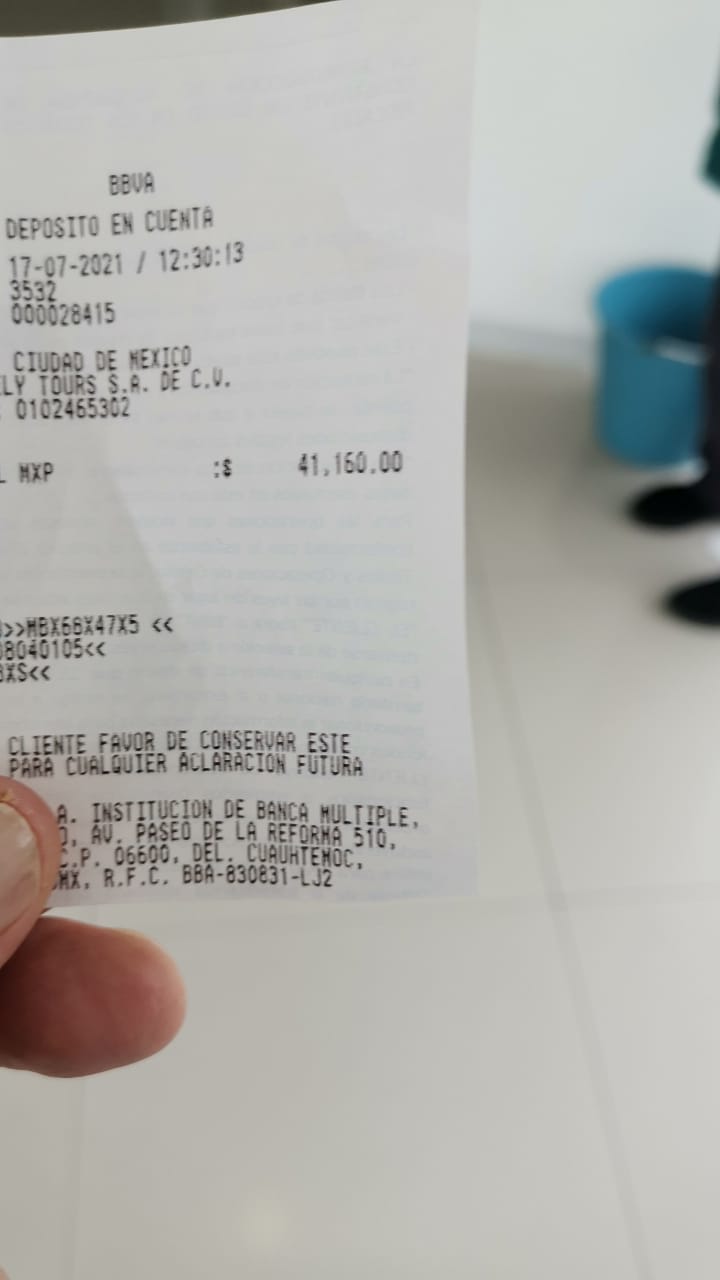 BBVA
DEPOSITO EN CUENTA
17-07-2021 / 12:30:13
3532
000028415
CIUDAD DE MEXICO
LY TOURS S.A. DE C.V.
0102465302
L MXP :$ 41,160.00
>>MBX66X47X5 <<
08040105<<
XS<<
CLIENTE FAVOR DE CONSERVAR ESTE
PARA CUALQUIER ACLARACION FUTURA
A. INSTITUCION DE BANCA MULTIPLE,
O, AV. PASEO DE LA REFORMA 510,
C.P. 06600, DEL. CUAUHTEMOC,
MX, R.F.C. BBA-830831-LJ2